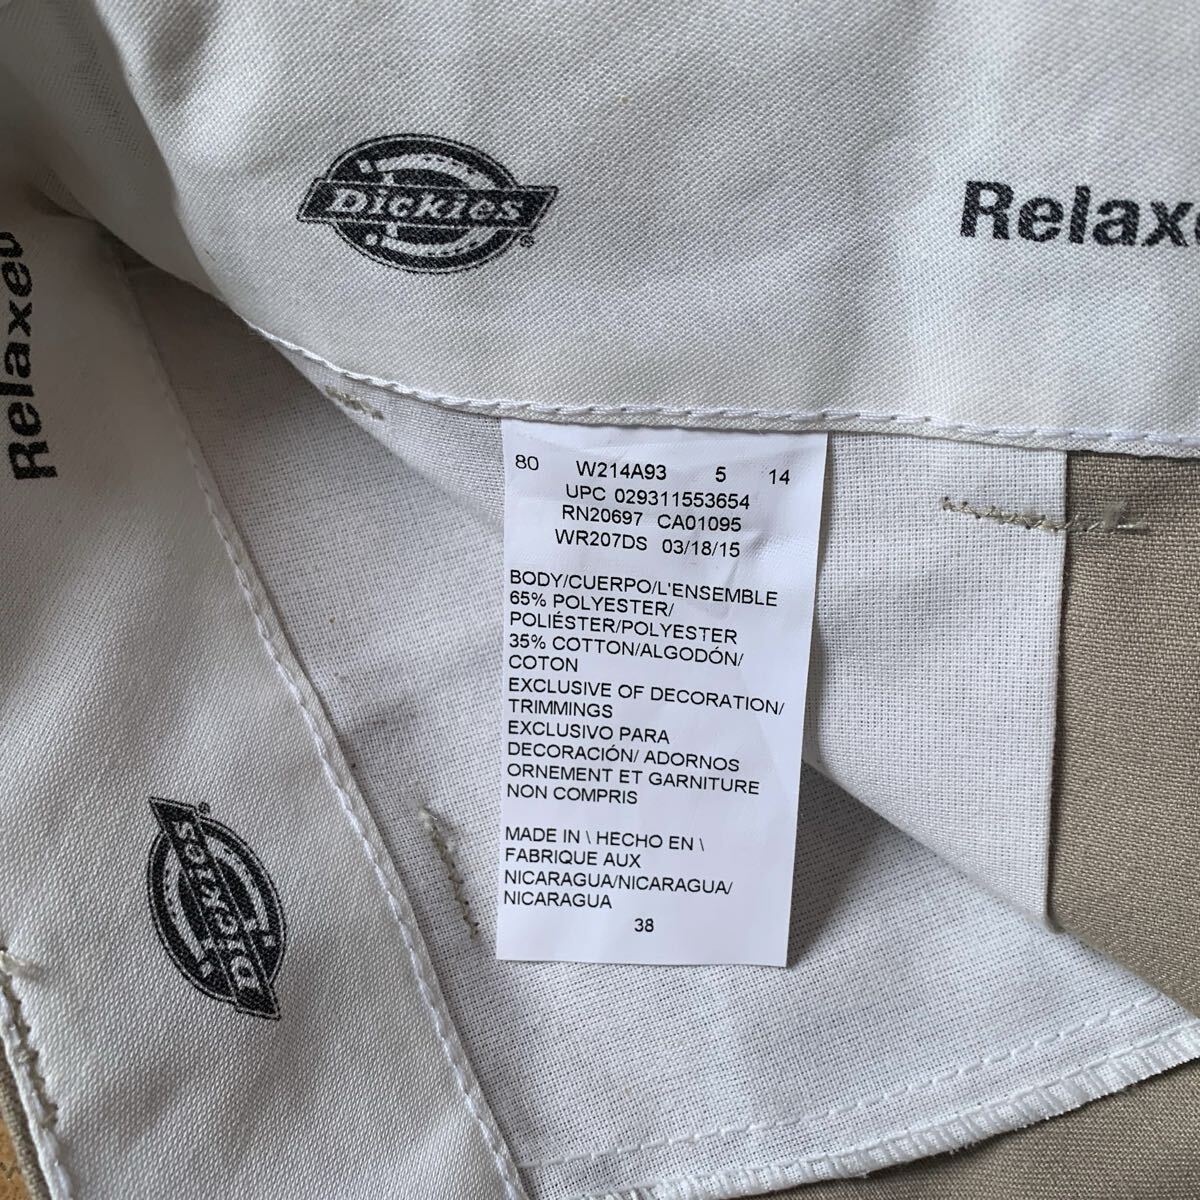 Dickies®
Relaxe
Relaxed
80 W214A93 5 14
UPC 029311553654
RN20697 CA01095
WR207DS 03/18/15
BODY/CUERPO/L'ENSEMBLE
65% POLYESTER/
POLIÉSTER/POLYESTER
35% COTTON/ALGODÓN/
COTON
EXCLUSIVE OF DECORATION/
TRIMMINGS
EXCLUSIVO PARA
DECORACIÓN/ ADORNOS
ORNEMENT ET GARNITURE
NON COMPRIS
MADE IN \ HECHO EN \
FABRIQUE AUX
NICARAGUA/NICARAGUA/
NICARAGUA
38
Dickies®